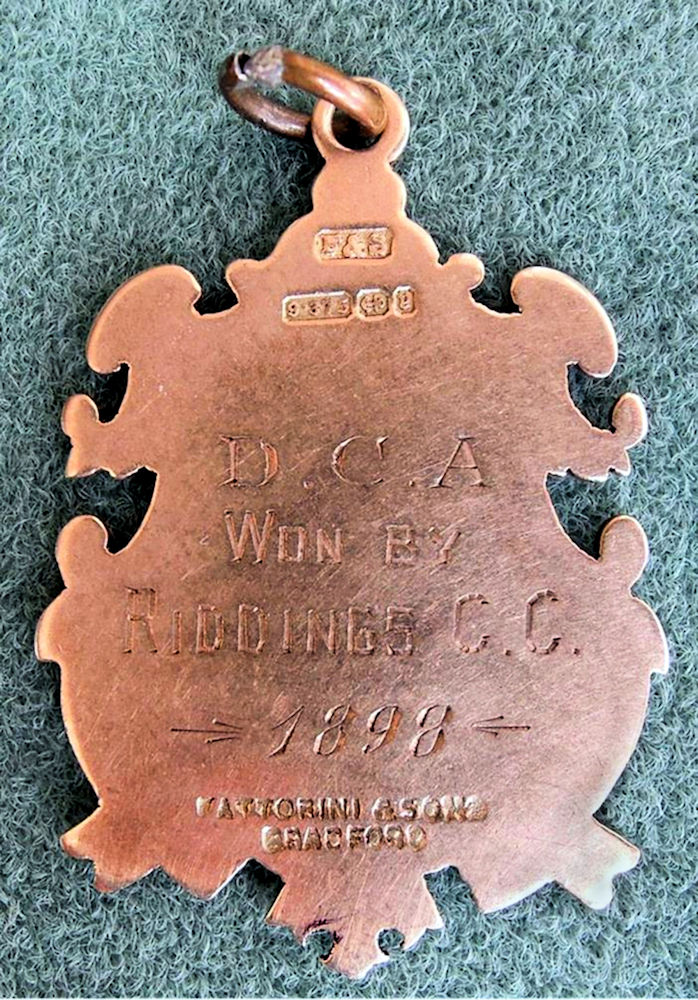 F&S
9·375
D.C.A
WON BY
RIDDINGS C.C.
1898
FATTORINI & SONS
BRADFORD